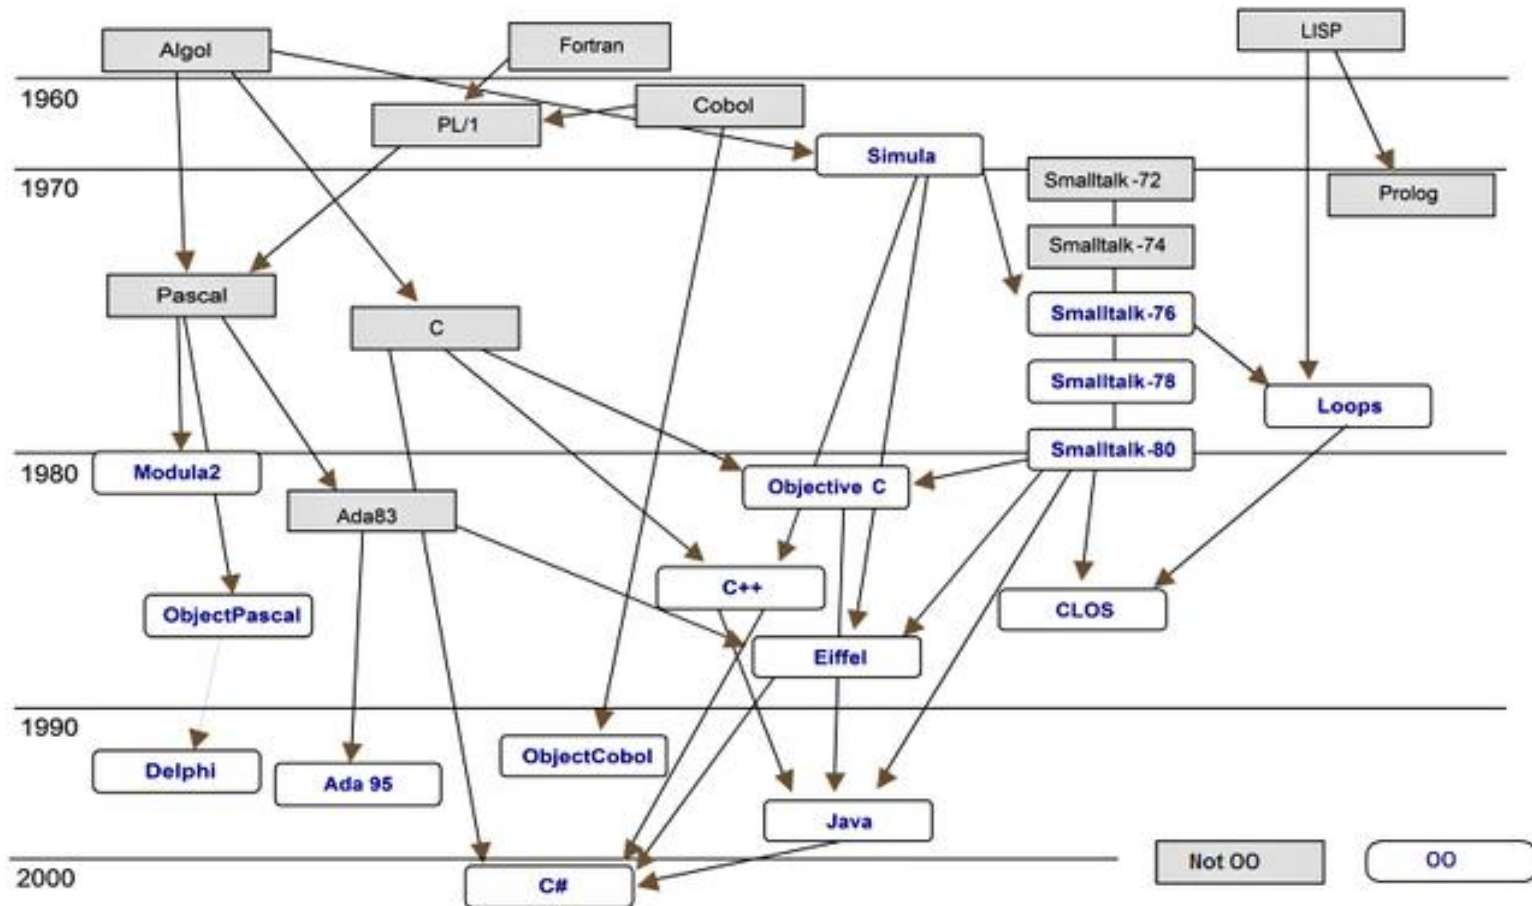 Algol
Fortran
LISP
1960
PL/1
Cobol
Simula
1970
Smalltalk-72
Prolog
Smalltalk-74
Pascal
C
Smalltalk-76
Smalltalk-78
Loops
1980
Modula2
Smalltalk-80
Objective C
Ada83
C++
CLOS
ObjectPascal
Eiffel
1990
Delphi
Ada 95
ObjectCobol
Java
2000
C#
Not OO
OO